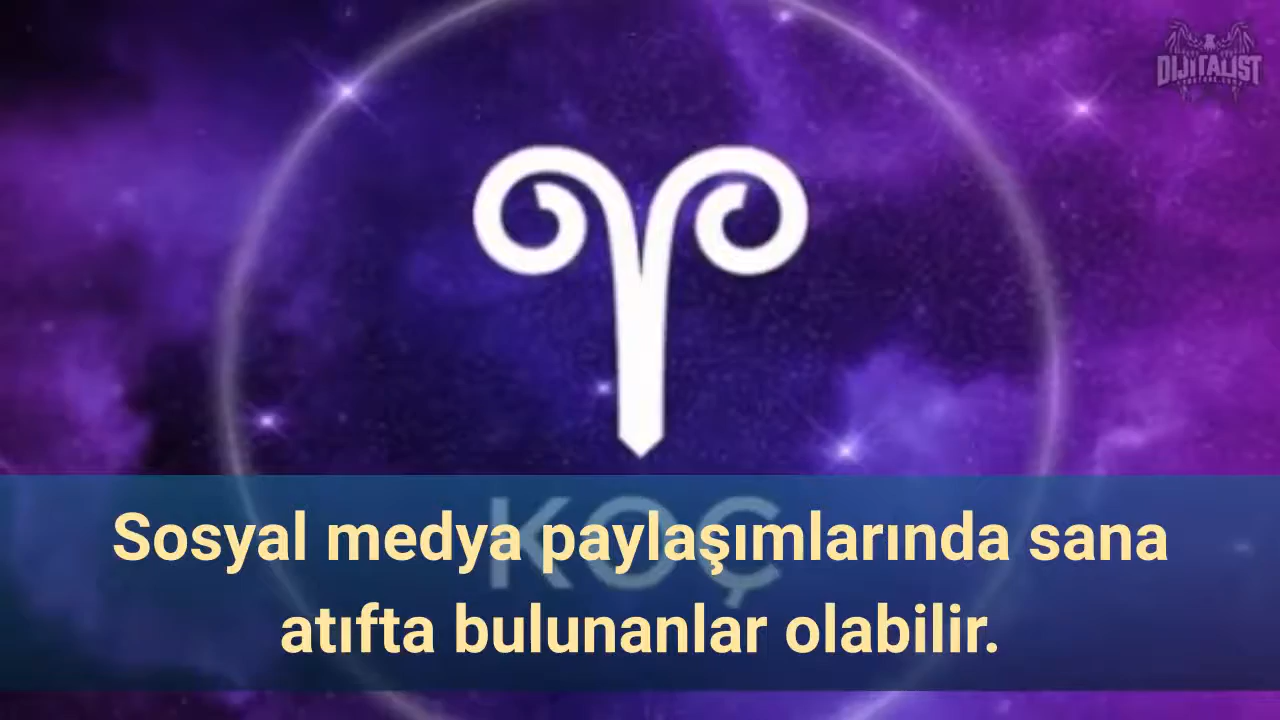 DIJITALIST
KOÇ
Sosyal medya paylaşımlarında sana
atıfta bulunanlar olabilir.